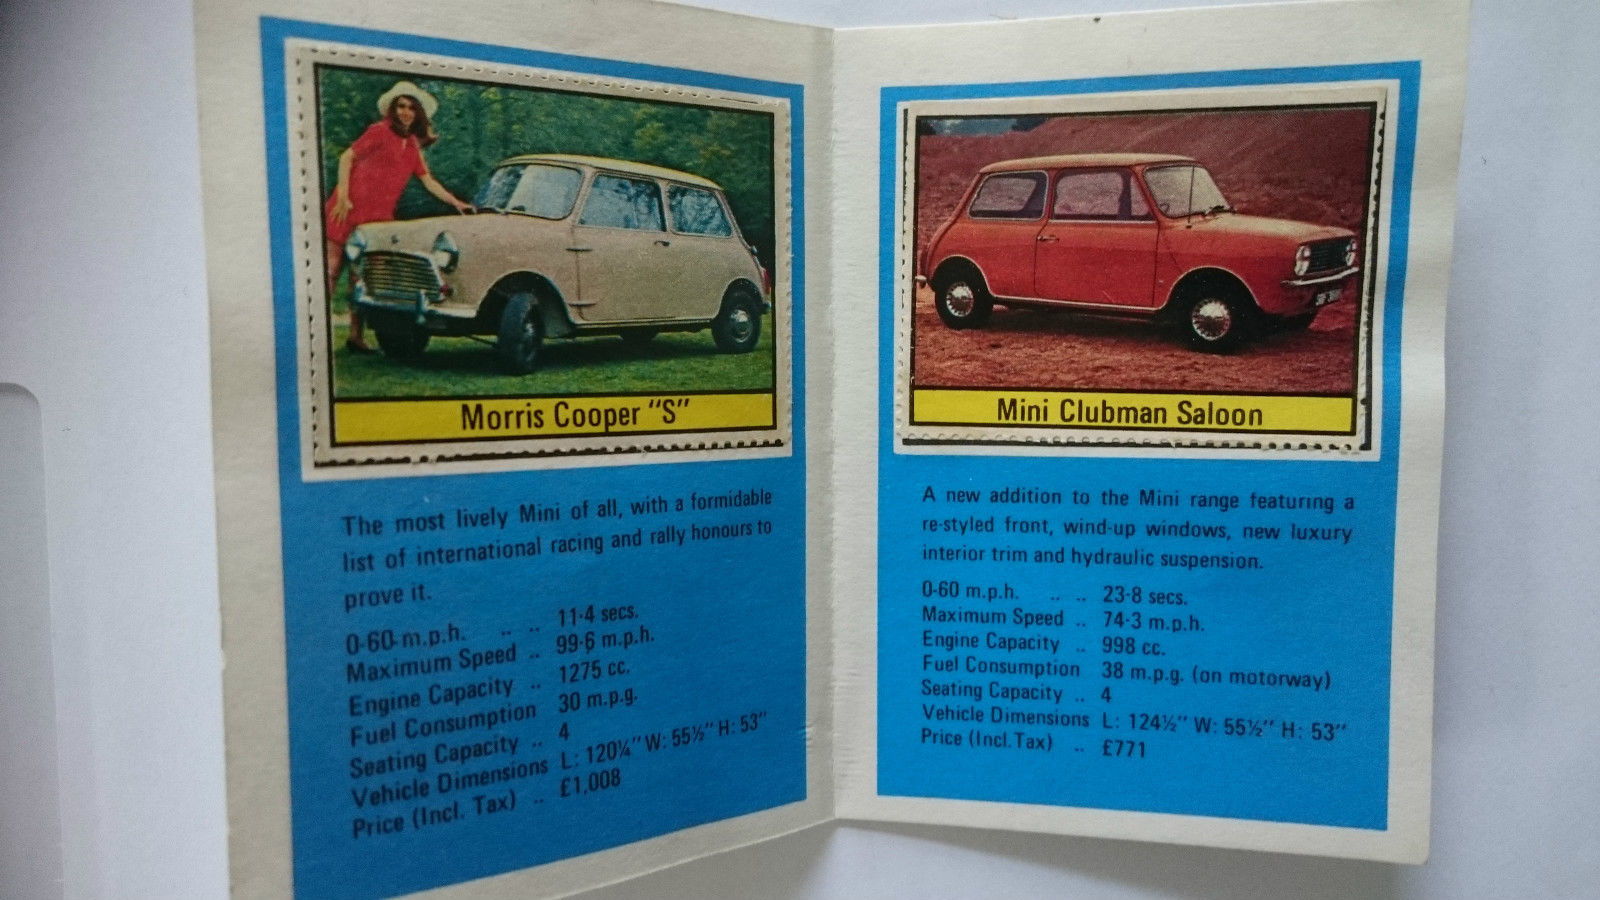 Morris Cooper "S"
The most lively Mini of all, with a formidable
list of international racing and rally honours to
prove it.
0-60 m.p.h. .. .. 11·4 secs.
Maximum Speed .. 99·6 m.p.h.
Engine Capacity .. 1275 cc.
Fuel Consumption 30 m.p.g.
Seating Capacity .. 4
Vehicle Dimensions L: 120¼" W: 55½" H: 53"
Price (Incl. Tax) .. £1,008
Mini Clubman Saloon
A new addition to the Mini range featuring a
re-styled front, wind-up windows, new luxury
interior trim and hydraulic suspension.
0-60 m.p.h. .. .. 23·8 secs.
Maximum Speed .. 74·3 m.p.h.
Engine Capacity .. 998 cc.
Fuel Consumption 38 m.p.g. (on motorway)
Seating Capacity .. 4
Vehicle Dimensions L: 124½" W: 55½" H: 53"
Price (Incl. Tax) .. £771